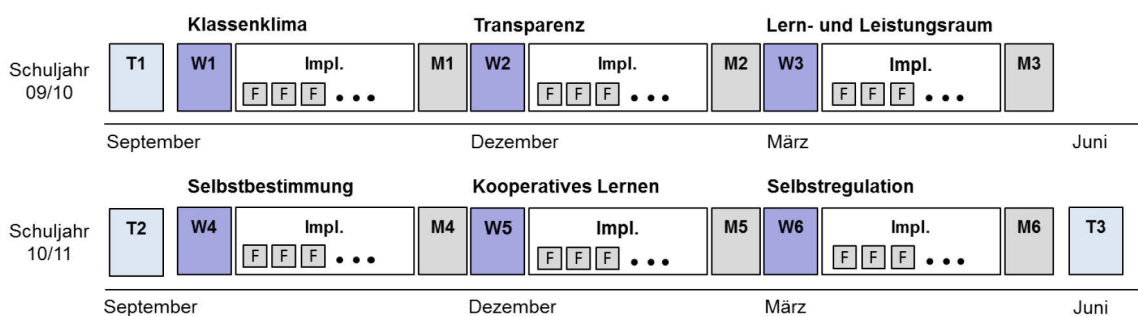 Klassenklima Transparenz Lern- und Leistungsraum
Schuljahr 09/10
T1 W1 Impl. M1 W2 Impl. M2 W3 Impl. M3
F F F ••• F F F ••• F F F •••
September Dezember März Juni
Selbstbestimmung Kooperatives Lernen Selbstregulation
Schuljahr 10/11
T2 W4 Impl. M4 W5 Impl. M5 W6 Impl. M6 T3
F F F ••• F F F ••• F F F •••
September Dezember März Juni